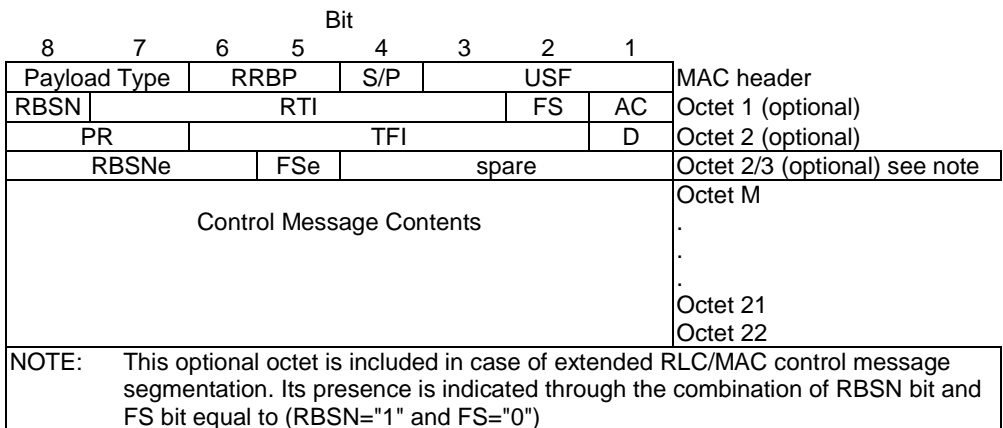 Bit
8 7 6 5 4 3 2 1
Payload Type RRBP S/P USF MAC header
RBSN RTI FS AC Octet 1 (optional)
PR TFI D Octet 2 (optional)
RBSNe FSe spare Octet 2/3 (optional) see note
Octet M
Control Message Contents .
.
.
Octet 21
Octet 22
NOTE: This optional octet is included in case of extended RLC/MAC control message
segmentation. Its presence is indicated through the combination of RBSN bit and
FS bit equal to (RBSN="1" and FS="0")